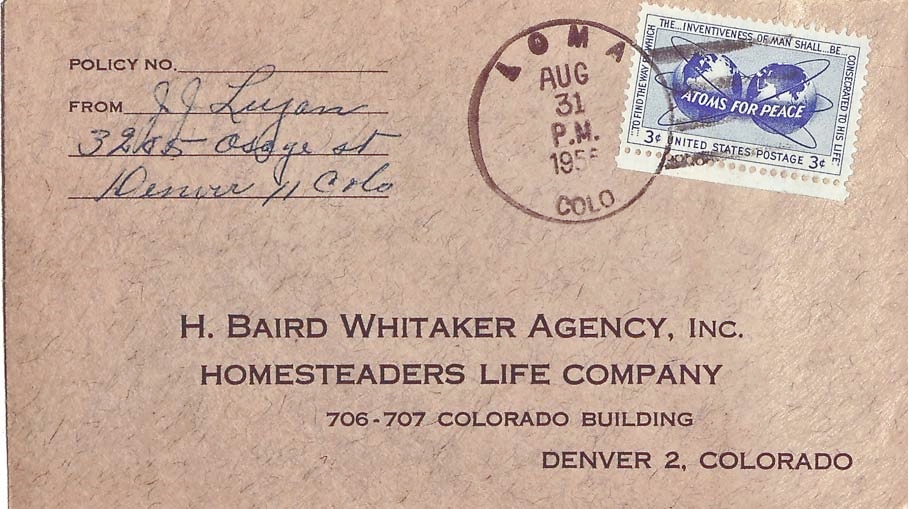 POLICY NO.
FROM J J Lujan
3245 Osage st
Denver 11 Colo
LOMA
AUG
31
P.M.
195
COLO
...TO FIND THE WAY BY WHICH THE...INVENTIVENESS OF MAN SHALL...BE CONSECRATED TO HIS LIFE.
ATOMS FOR PEACE
3¢ UNITED STATES POSTAGE 3¢
H. BAIRD WHITAKER AGENCY, INC.
HOMESTEADERS LIFE COMPANY
706-707 COLORADO BUILDING
DENVER 2, COLORADO